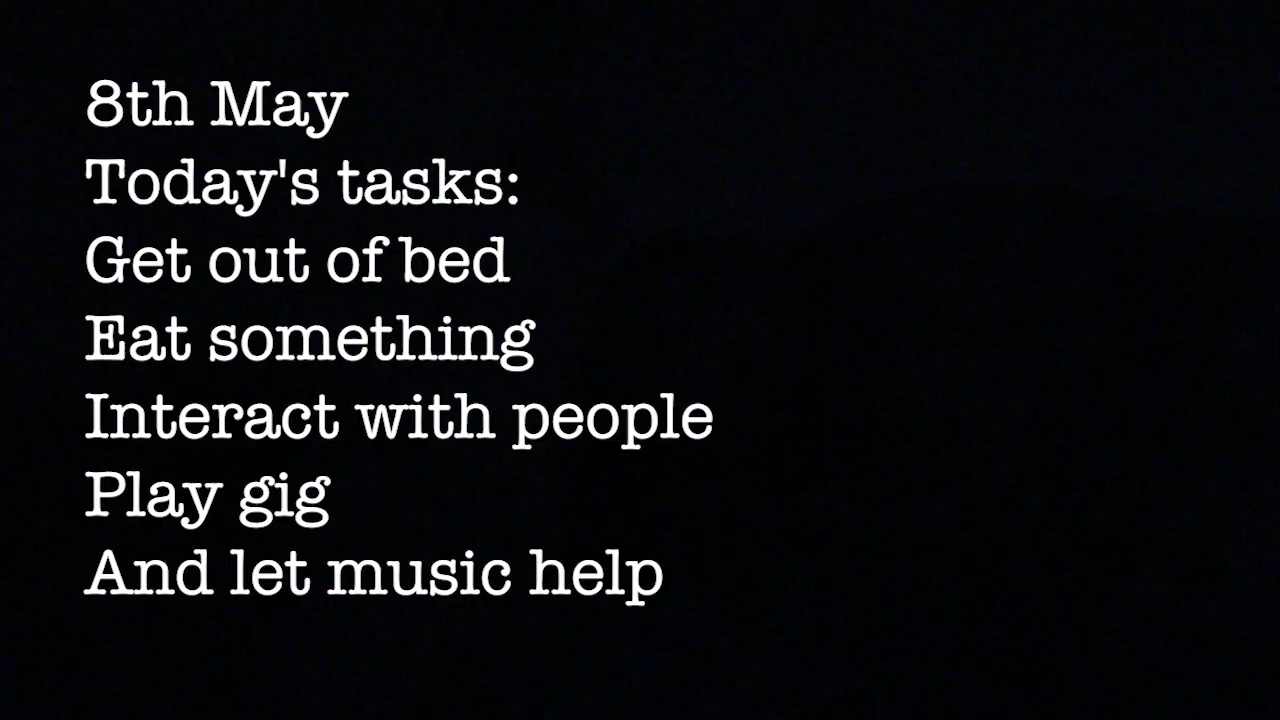 8th May
Today's tasks:
Get out of bed
Eat something
Interact with people
Play gig
And let music help